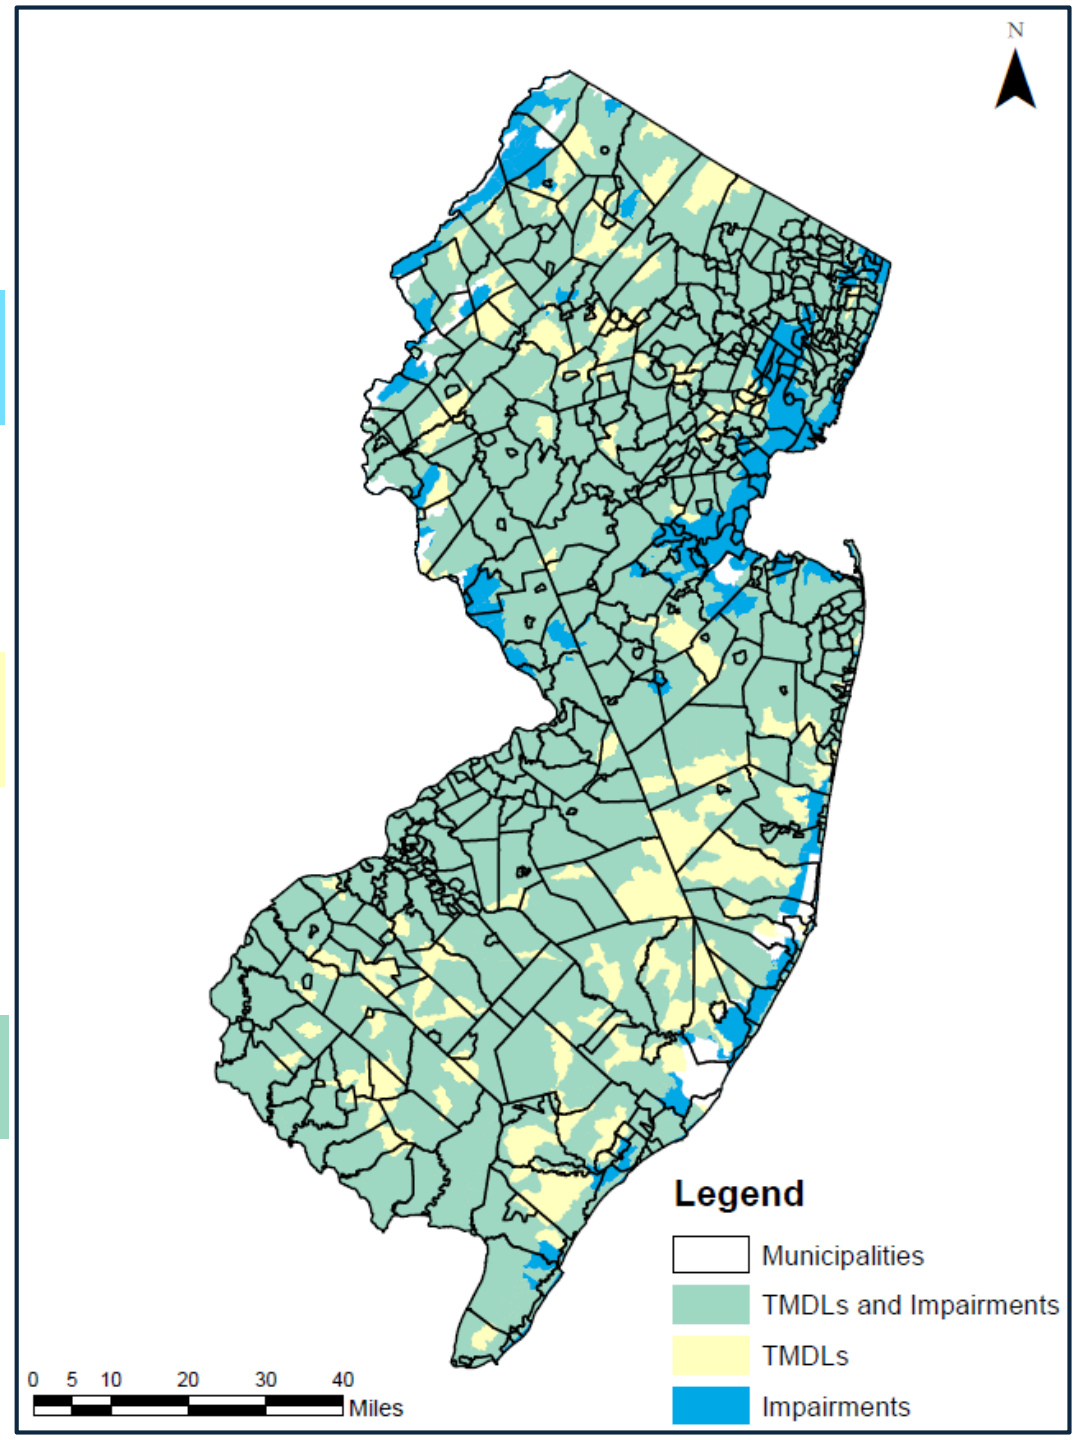 N
Legend
Municipalities
TMDLs and Impairments
TMDLs
Impairments
0 5 10 20 30 40
Miles